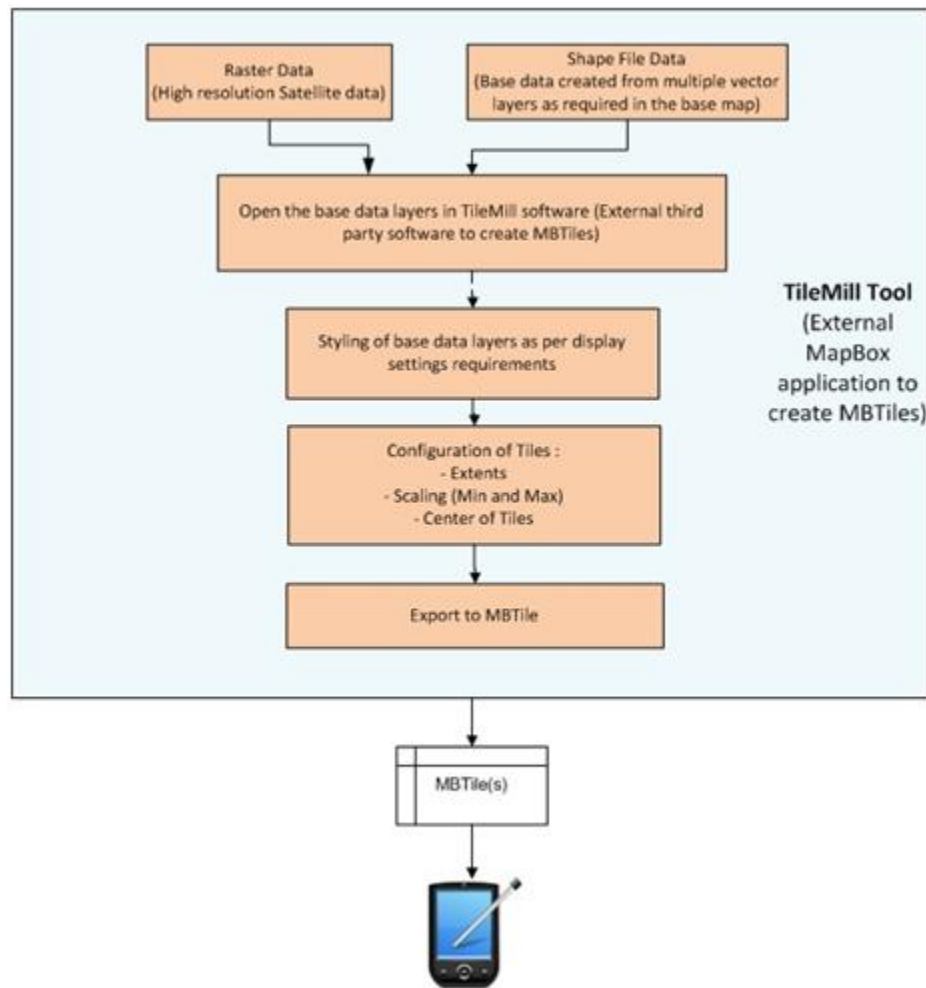 Raster Data
(High resolution Satellite data)
Shape File Data
(Base data created from multiple vector
layers as required in the base map)
Open the base data layers in TileMill software (External third
party software to create MBTiles)
Styling of base data layers as per display
settings requirements
Configuration of Tiles :
- Extents
- Scaling (Min and Max)
- Center of Tiles
Export to MBTile
TileMill Tool
(External
MapBox
application to
create MBTiles)
MBTile(s)